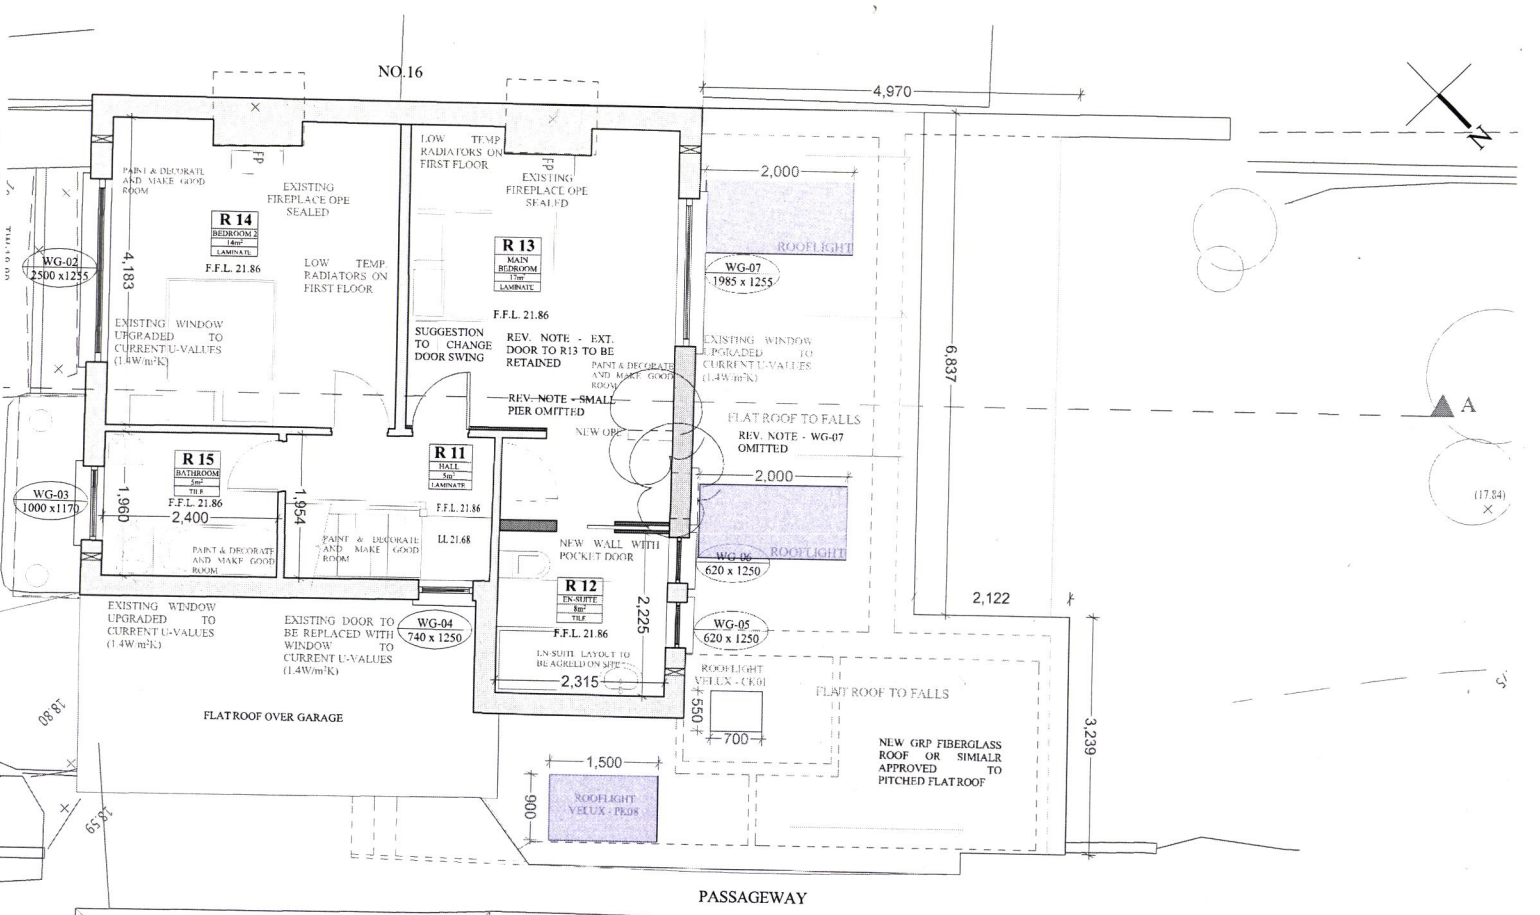 NO.16
4,970
N
LOW TEMP.
RADIATORS ON
FIRST FLOOR
FP
EXISTING
FIREPLACE OPE
SEALED
FP
EXISTING
FIREPLACE OPE
SEALED
PAINT & DECORATE
AND MAKE GOOD
ROOM
2,000
ROOFLIGHT
R 14
BEDROOM 2
14m²
LAMINATE
F.F.L. 21.86
R 13
MAIN
BEDROOM
17m²
LAMINATE
F.F.L. 21.86
WG-02
2500 x1255
4,183
LOW TEMP.
RADIATORS ON
FIRST FLOOR
WG-07
1985 x 1255
EXISTING WINDOW
UPGRADED TO
CURRENT U-VALUES
(1.4W/m²K)
SUGGESTION
TO CHANGE
DOOR SWING
REV. NOTE - EXT.
DOOR TO R13 TO BE
RETAINED
PAINT & DECORATE
AND MAKE GOOD
ROOM
EXISTING WINDOW
UPGRADED TO
CURRENT U-VALUES
(1.4W/m²K)
6,837
REV. NOTE - SMALL
PIER OMITTED
NEW OPE
FLAT ROOF TO FALLS
REV. NOTE - WG-07
OMITTED
A
R 15
BATHROOM
5m²
TILE
F.F.L. 21.86
2,400
R 11
HALL
5m²
LAMINATE
F.F.L. 21.86
LL 21.68
WG-03
1000 x1170
1,960
1,954
2,000
ROOFLIGHT
(17.84)
PAINT & DECORATE
AND MAKE GOOD
ROOM
PAINT & DECORATE
AND MAKE GOOD
ROOM
NEW WALL WITH
POCKET DOOR
WG-06
620 x 1250
R 12
EN-SUITE
8m²
TILE
F.F.L. 21.86
2,225
2,122
EXISTING WINDOW
UPGRADED TO
CURRENT U-VALUES
(1.4W/m²K)
EXISTING DOOR TO
BE REPLACED WITH
WINDOW TO
CURRENT U-VALUES
(1.4W/m²K)
WG-04
740 x 1250
WG-05
620 x 1250
EN-SUITE LAYOUT TO
BE AGREED ON SITE
2,315
ROOFLIGHT
VELUX - CK01
550
700
FLAT ROOF TO FALLS
18.80
FLAT ROOF OVER GARAGE
3,239
NEW GRP FIBERGLASS
ROOF OR SIMIALR
APPROVED TO
PITCHED FLAT ROOF
1,500
900
ROOFLIGHT
VELUX - PK08
18.59
PASSAGEWAY